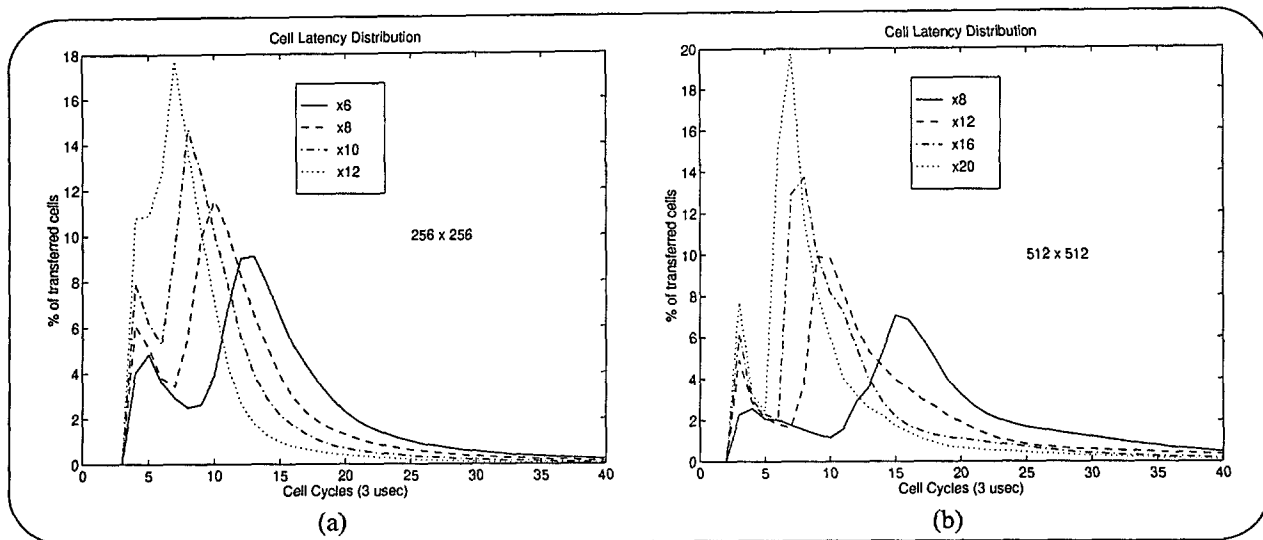 Cell Latency Distribution
18
16
14
12
10
8
6
4
2
0
% of transferred cells
x6
x8
x10
x12
256 x 256
0
5
10
15
20
25
30
35
40
Cell Cycles (3 usec)
(a)
Cell Latency Distribution
20
18
16
14
12
10
8
6
4
2
0
% of transferred cells
x8
x12
x16
x20
512 x 512
0
5
10
15
20
25
30
35
40
Cell Cycles (3 usec)
(b)